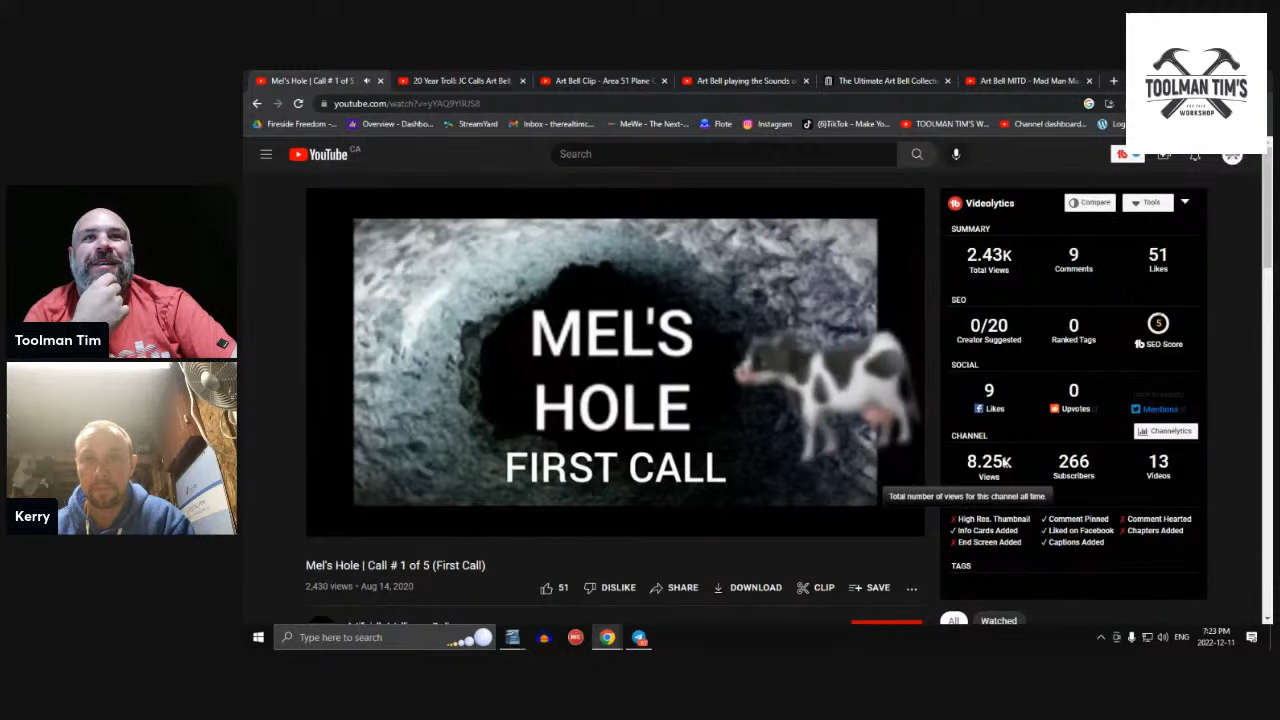 TOOLMAN TIM'S
WORKSHOP
Mel's Hole | Call # 1 of 5
20 Year Troll JC Calls Art Bel
Art Bell Clip - Area 51 Plane C
Art Bell playing the Sounds o
The Ultimate Art Bell Collecti
Art Bell MITD - Mad Man Ma
youtube.com/watch?v=yYAQ9YlRJS8
Fireside Freedom -...
Overview - Dashbo...
StreamYard
Inbox - therealtimc...
MeWe - The Next-...
Flote
Instagram
(6)TikTok - Make Yo...
TOOLMAN TIM'S W...
Channel dashboard...
Log
YouTube CA
Search
Toolman Tim
Kerry
MEL'S
HOLE
FIRST CALL
Videolytics
Compare
Tools
SUMMARY
2.43K 9 51
Total Views Comments Likes
SEO
0/20 0 5
Creator Suggested Ranked Tags SEO Score
SOCIAL
9 0
Likes Upvotes Mentions
CHANNEL
Channelytics
8.25K 266 13
Views Subscribers Videos
Total number of views for this channel all time.
✗ High Res. Thumbnail ✓ Comment Pinned ✗ Comment Hearted
✓ Info Cards Added ✓ Liked on Facebook ✗ Chapters Added
✗ End Screen Added ✓ Captions Added
TAGS
Mel's Hole | Call # 1 of 5 (First Call)
2,430 views • Aug 14, 2020
51 DISLIKE SHARE DOWNLOAD CLIP SAVE ...
All Watched
Type here to search
ENG
7:23 PM
2022-12-11